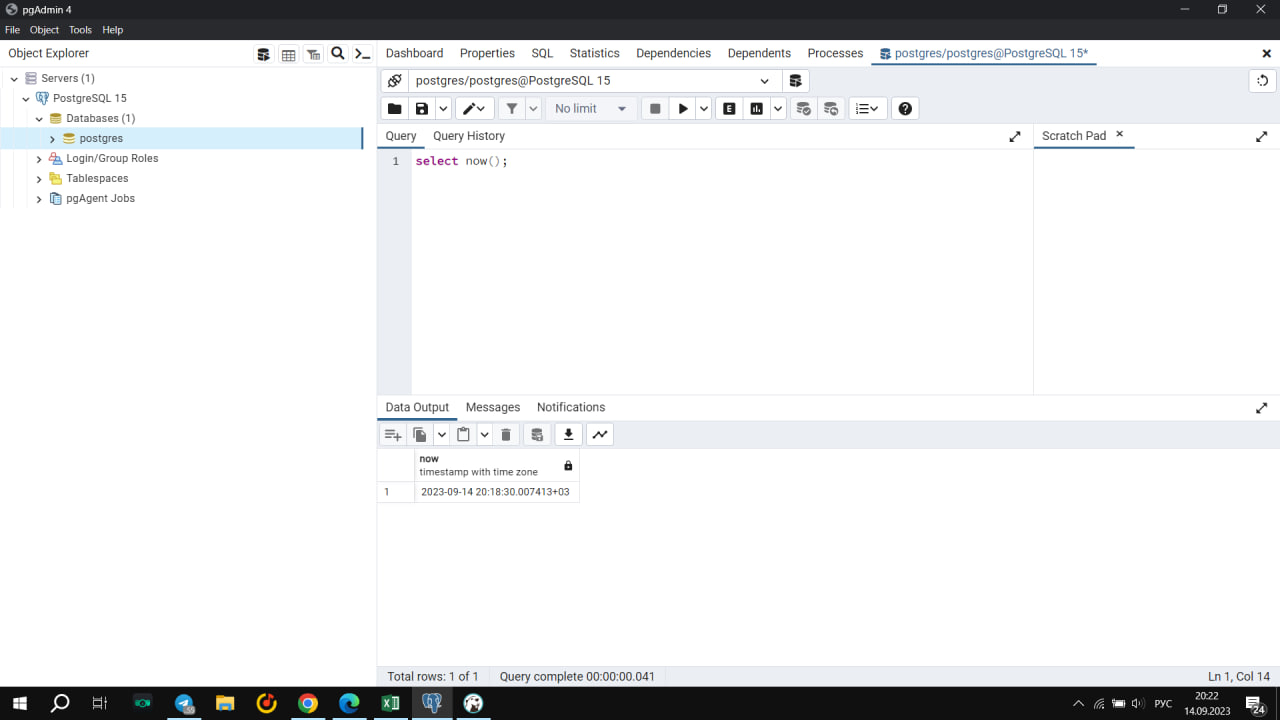 pgAdmin 4
File Object Tools Help
Object Explorer
Dashboard Properties SQL Statistics Dependencies Dependents Processes postgres/postgres@PostgreSQL 15*
Servers (1)
PostgreSQL 15
Databases (1)
postgres
Login/Group Roles
Tablespaces
pgAgent Jobs
postgres/postgres@PostgreSQL 15
No limit
E
Query Query History
Scratch Pad
1 select now();
Data Output Messages Notifications
now
timestamp with time zone
1 2023-09-14 20:18:30.007413+03
Total rows: 1 of 1 Query complete 00:00:00.041 Ln 1, Col 14
РУС
20:22
14.09.2023
24